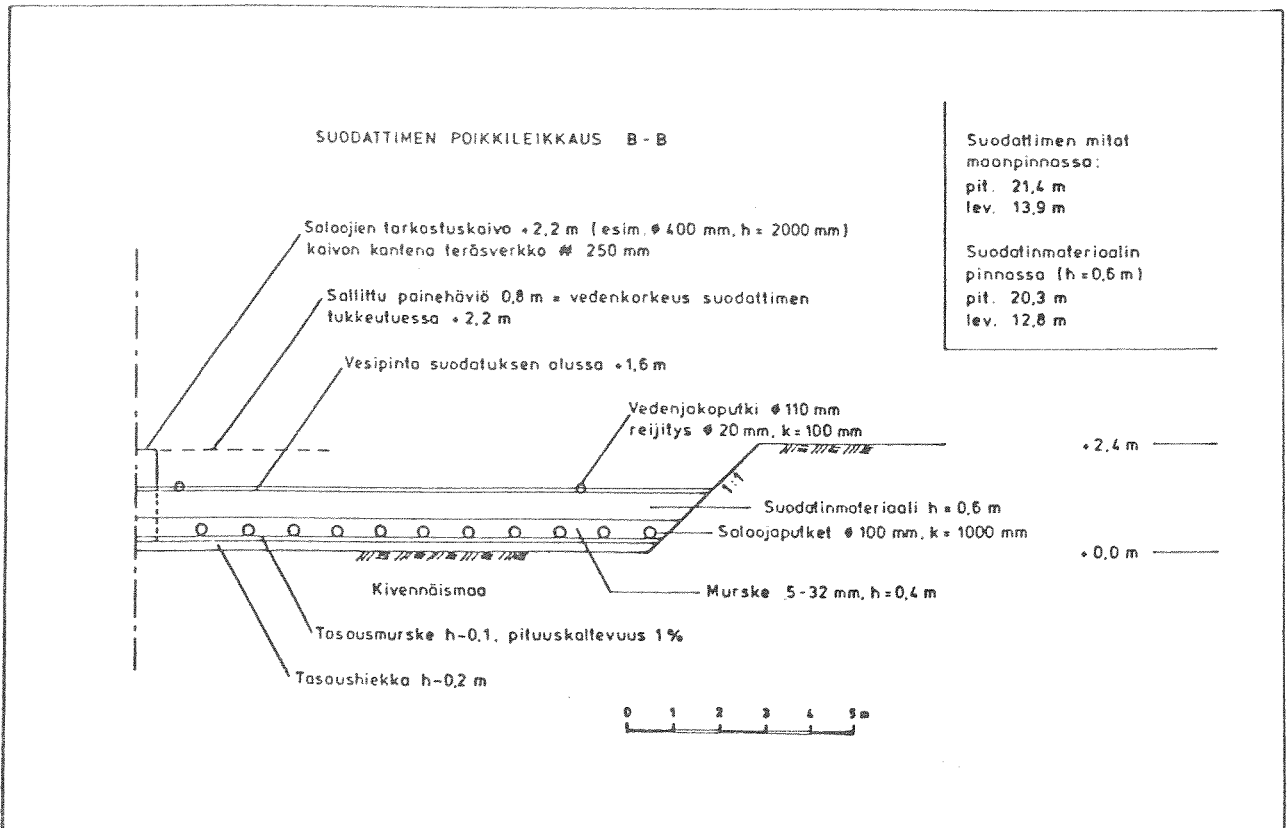 SUODATTIMEN POIKKILEIKKAUS B-B
Suodattimen mitat
maanpinnassa:
pit. 21,4 m
lev. 13,9 m
Suodatinmateriaalin
pinnassa (h=0,6 m)
pit. 20,3 m
lev. 12,8 m
Salaojien tarkastuskaivo +2,2 m (esim. ø 400 mm, h = 2000 mm)
kaivon kantena teräsverkko # 250 mm
Sallittu painehäviö 0,8 m = vedenkorkeus suodattimen
tukkeutuessa +2,2 m
Vesipinta suodatuksen alussa +1,6 m
Vedenjakoputki ø 110 mm
reijitys ø 20 mm, k = 100 mm
+2,4 m
1:1
Suodatinmateriaali h = 0,6 m
Salaojaputket ø 100 mm, k = 1000 mm
+0,0 m
Kivennäismaa
Murske 5-32 mm, h = 0,4 m
Tasausmurske h~0,1, pituuskaltevuus 1%
Tasaushiekka h~0,2 m
0 1 2 3 4 5 m